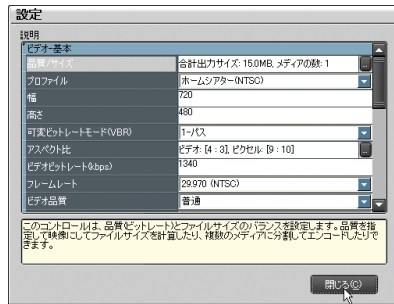 設定
説明
ビデオ-基本
品質/サイズ 合計出力サイズ: 15.0MB, メディアの数: 1
プロファイル ホームシアター (NTSC)
幅 720
高さ 480
可変ビットレートモード(VBR) 1-パス
アスペクト比 ビデオ: [4 : 3], ピクセル: [9 : 10]
ビデオビットレート(kbps) 1340
フレームレート 29.970 (NTSC)
ビデオ品質 普通
このコントロールは、品質(ビットレート)とファイルサイズのバランスを設定します。品質を指
定して映像にしてファイルサイズを計算したり、複数のメディアに分割してエンコードしたりで
きます。
閉じる(C)